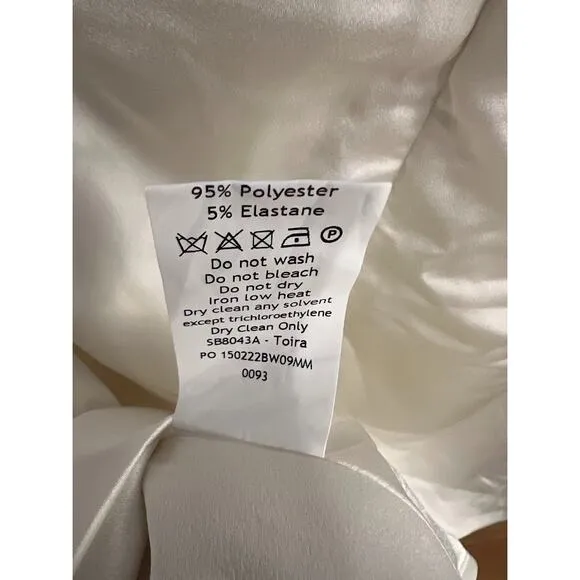 95% Polyester
5% Elastane
P
Do not wash
Do not bleach
Do not dry
Iron low heat
Dry clean any solvent
except trichloroethylene
Dry Clean Only
SB8043A - Toira
PO 150222BW09MM
0093